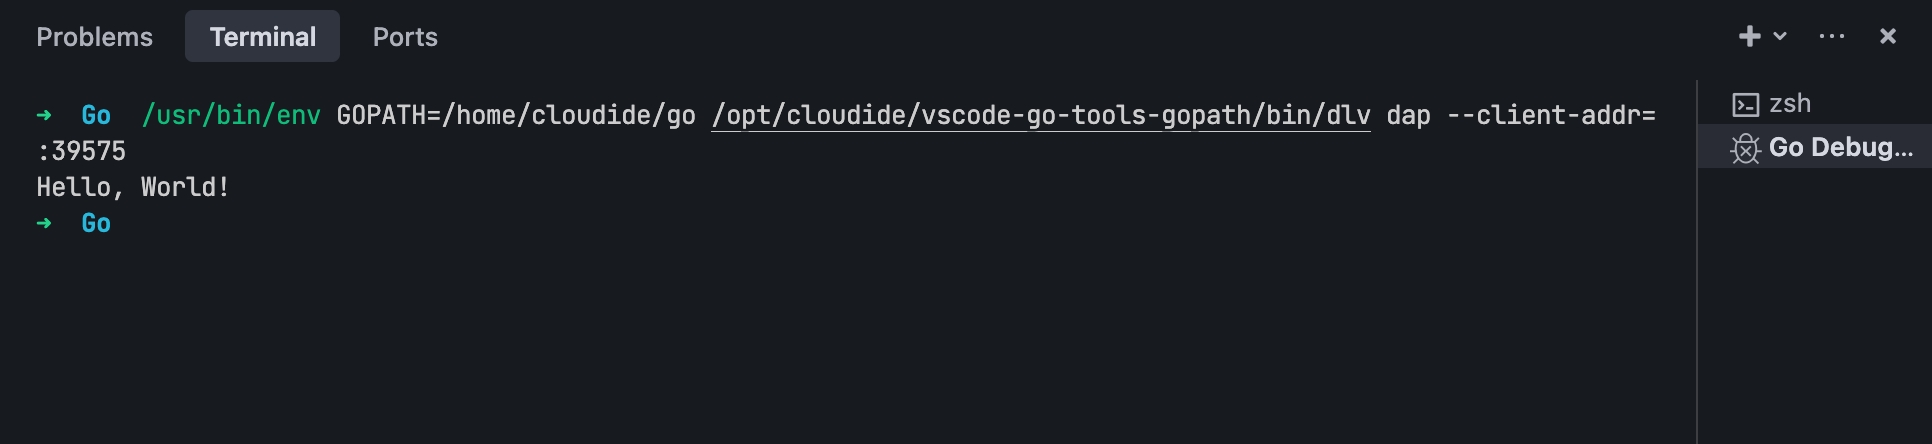 Problems Terminal Ports
➜ Go /usr/bin/env GOPATH=/home/cloudide/go /opt/cloudide/vscode-go-tools-gopath/bin/dlv dap --client-addr=
:39575
Hello, World!
➜ Go
zsh
Go Debug...